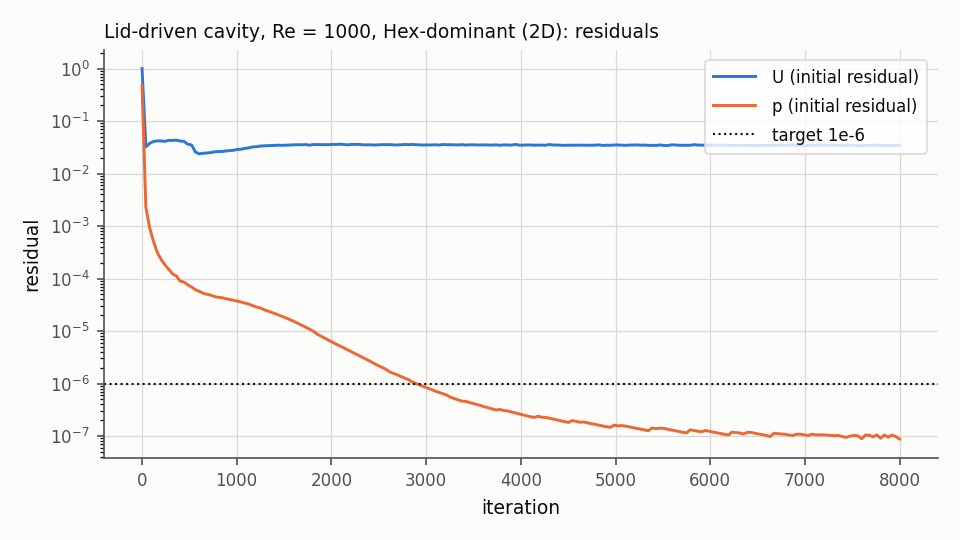 Lid-driven cavity, Re = 1000, Hex-dominant (2D): residuals
U (initial residual)
p (initial residual)
target 1e-6
residual
10⁰
10⁻¹
10⁻²
10⁻³
10⁻⁴
10⁻⁵
10⁻⁶
10⁻⁷
0 1000 2000 3000 4000 5000 6000 7000 8000
iteration